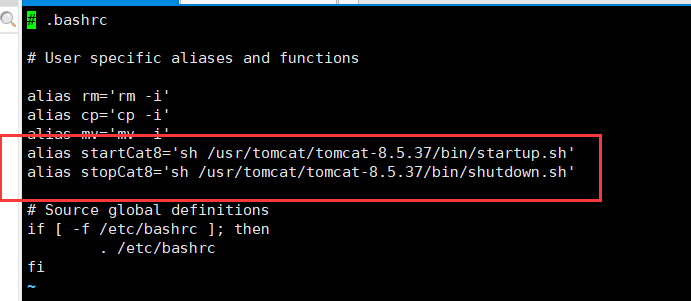 # .bashrc
# User specific aliases and functions
alias rm='rm -i'
alias cp='cp -i'
alias mv='mv -i'
alias startCat8='sh /usr/tomcat/tomcat-8.5.37/bin/startup.sh'
alias stopCat8='sh /usr/tomcat/tomcat-8.5.37/bin/shutdown.sh'
# Source global definitions
if [ -f /etc/bashrc ]; then
        . /etc/bashrc
fi
~